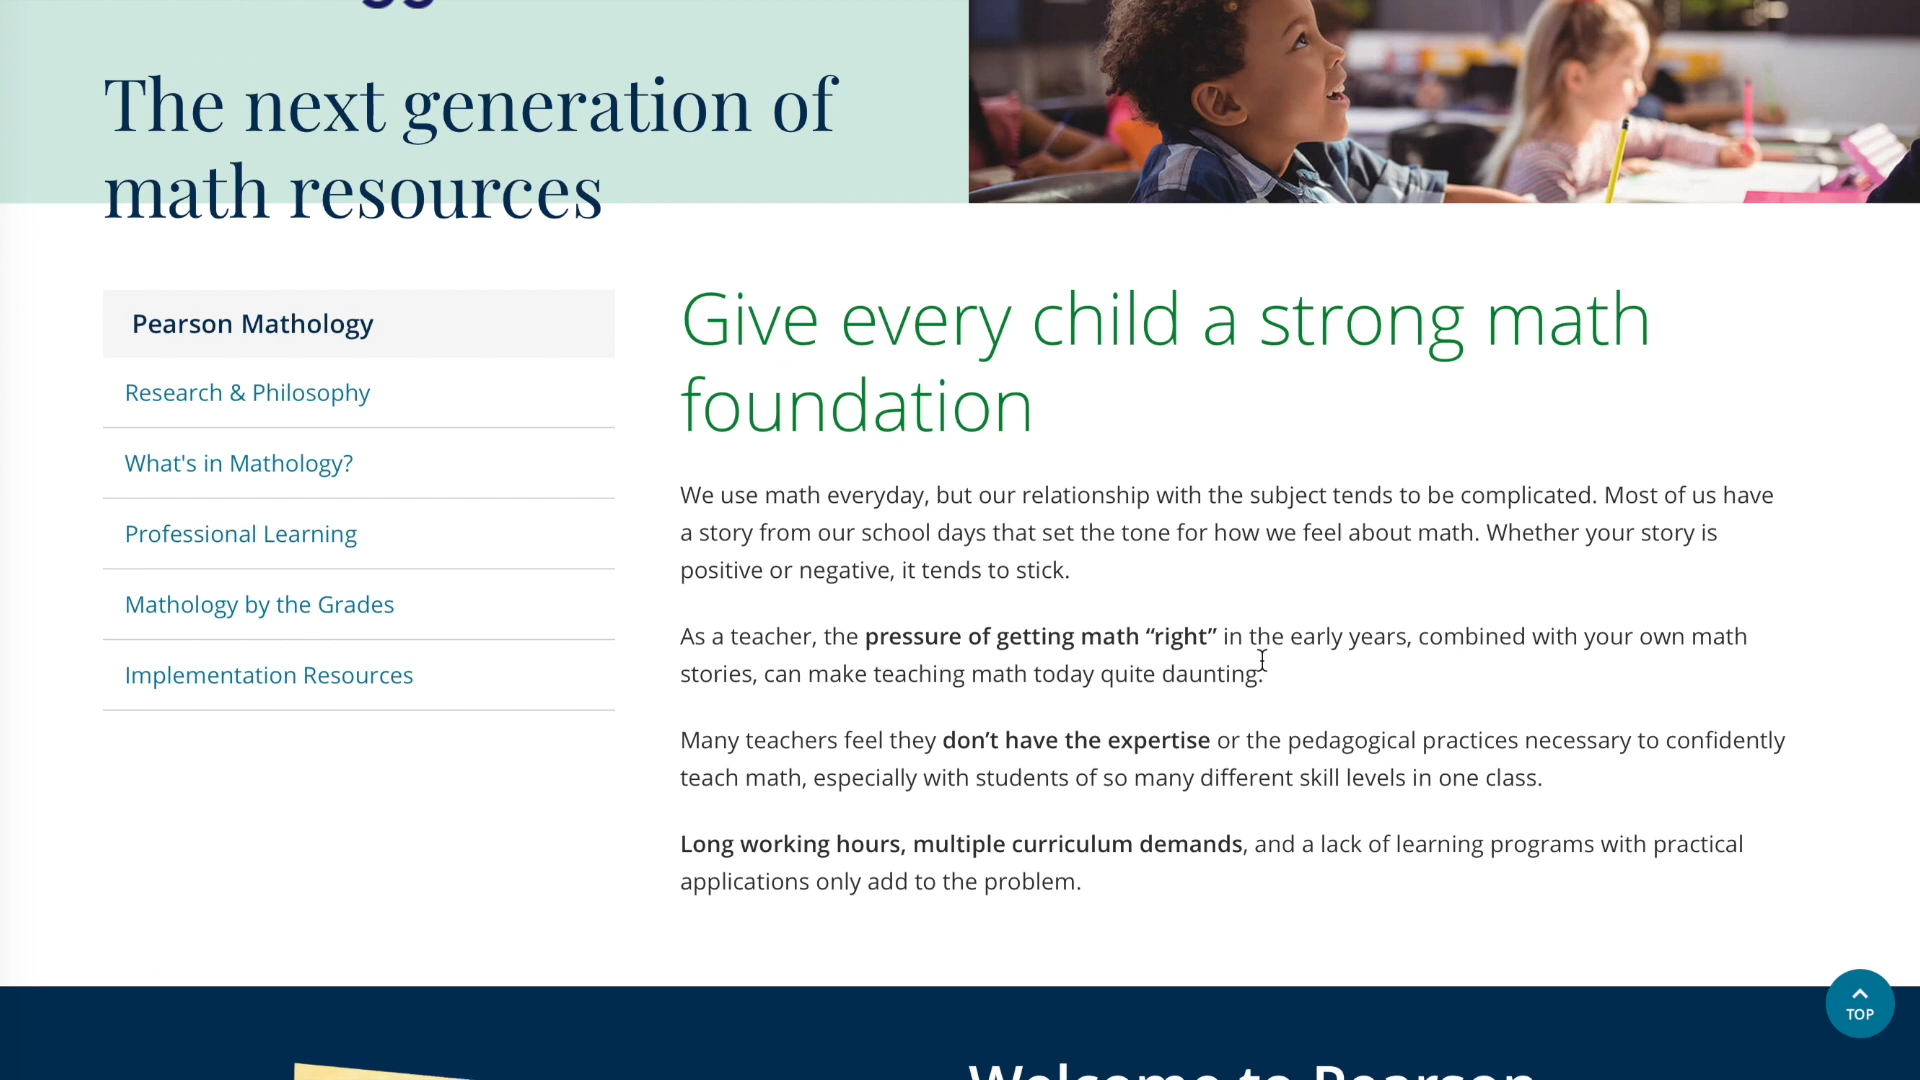 The next generation of
math resources
Pearson Mathology
Research & Philosophy
What's in Mathology?
Professional Learning
Mathology by the Grades
Implementation Resources
Give every child a strong math
foundation
We use math everyday, but our relationship with the subject tends to be complicated. Most of us have
a story from our school days that set the tone for how we feel about math. Whether your story is
positive or negative, it tends to stick.
As a teacher, the pressure of getting math “right” in the early years, combined with your own math
stories, can make teaching math today quite daunting.
Many teachers feel they don’t have the expertise or the pedagogical practices necessary to confidently
teach math, especially with students of so many different skill levels in one class.
Long working hours, multiple curriculum demands, and a lack of learning programs with practical
applications only add to the problem.
TOP
Welcome to Pearson